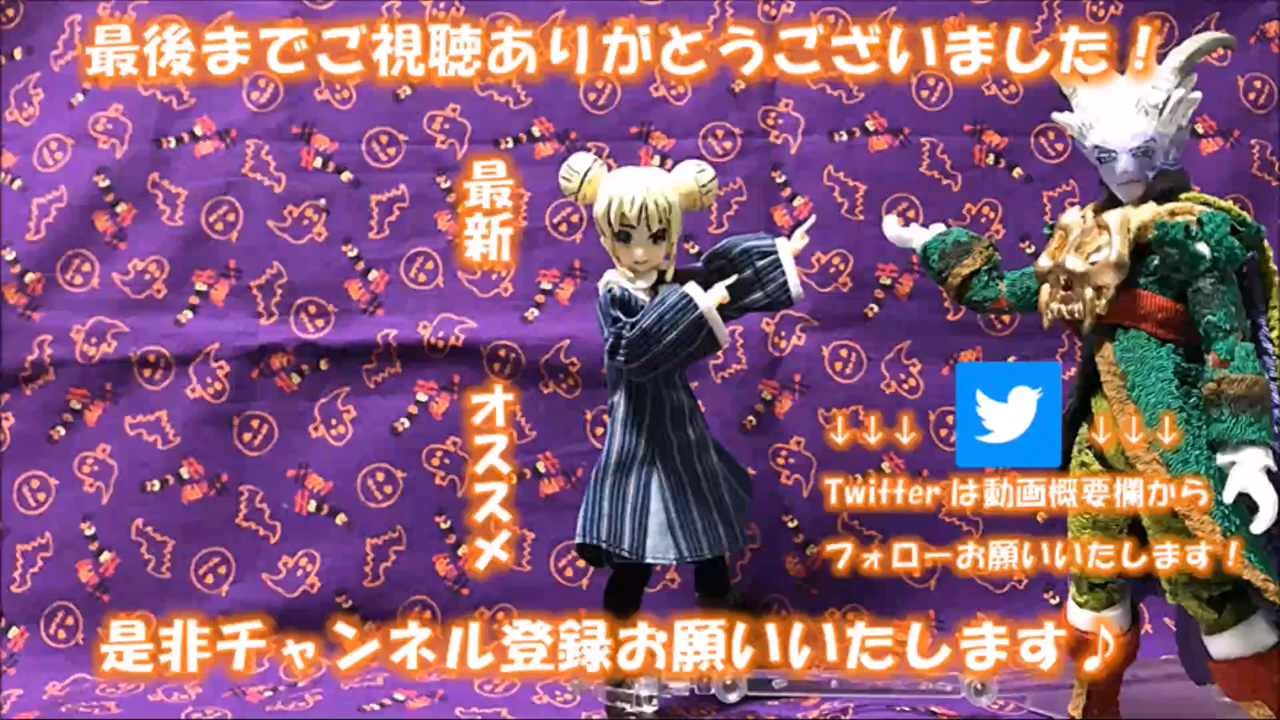 最後までご視聴ありがとうございました！
最新
オススメ
↓↓↓ ↓↓↓
Twitterは動画概要欄から
フォローお願いいたします！
是非チャンネル登録お願いいたします♪